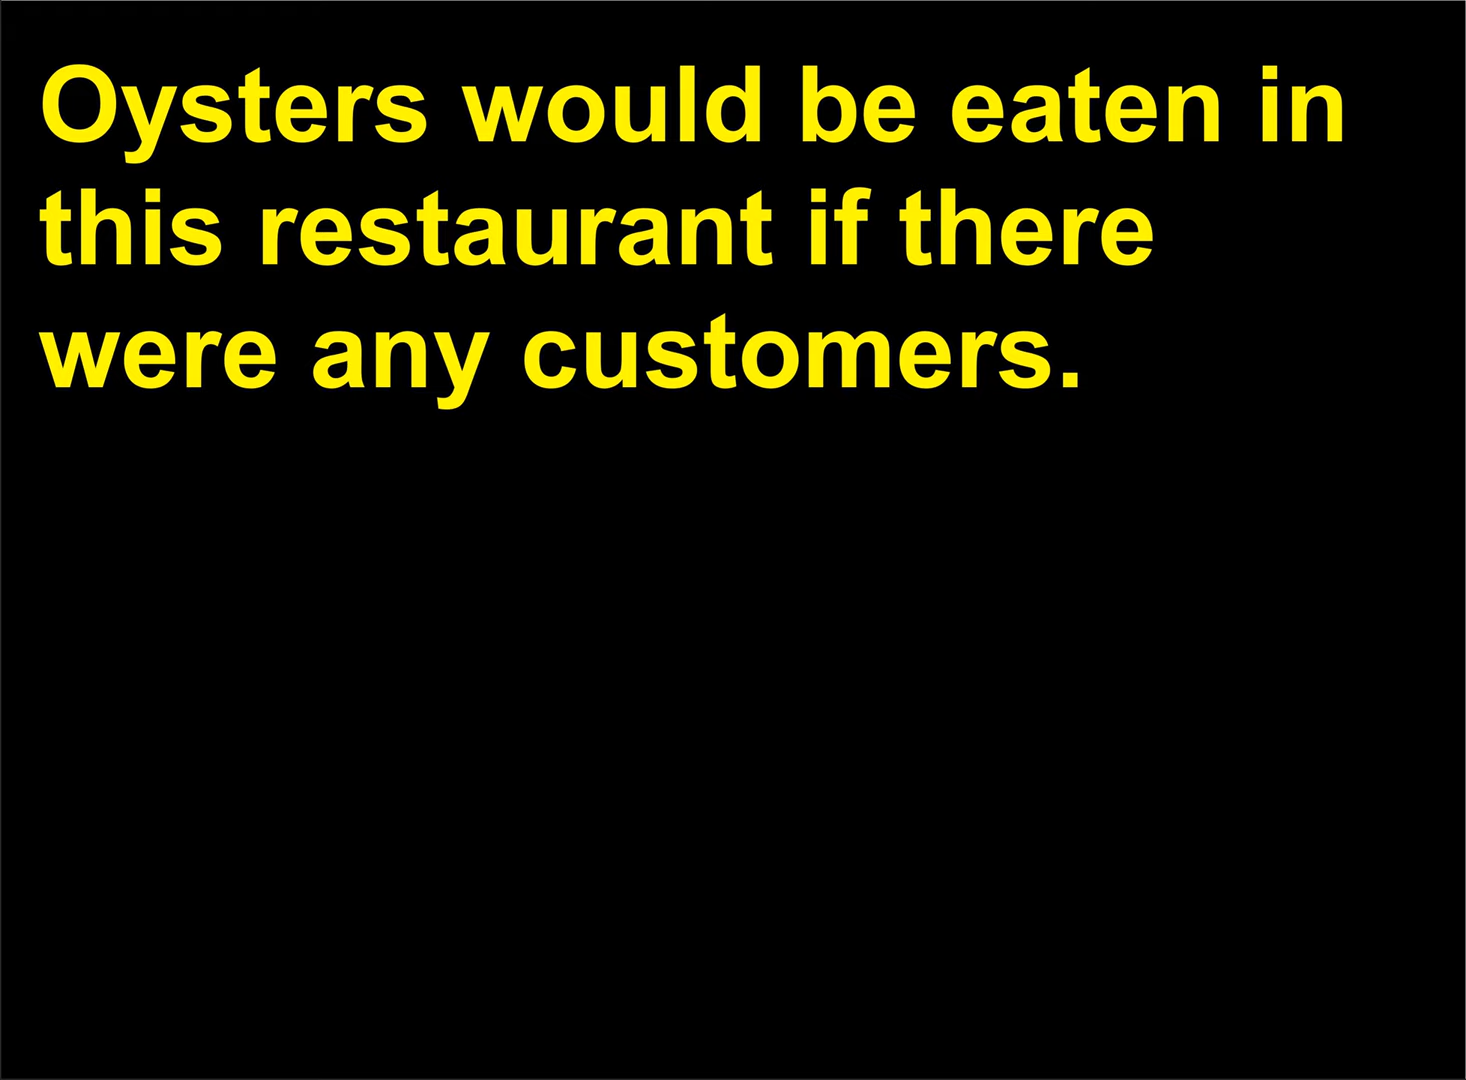 Oysters would be eaten in
this restaurant if there
were any customers.